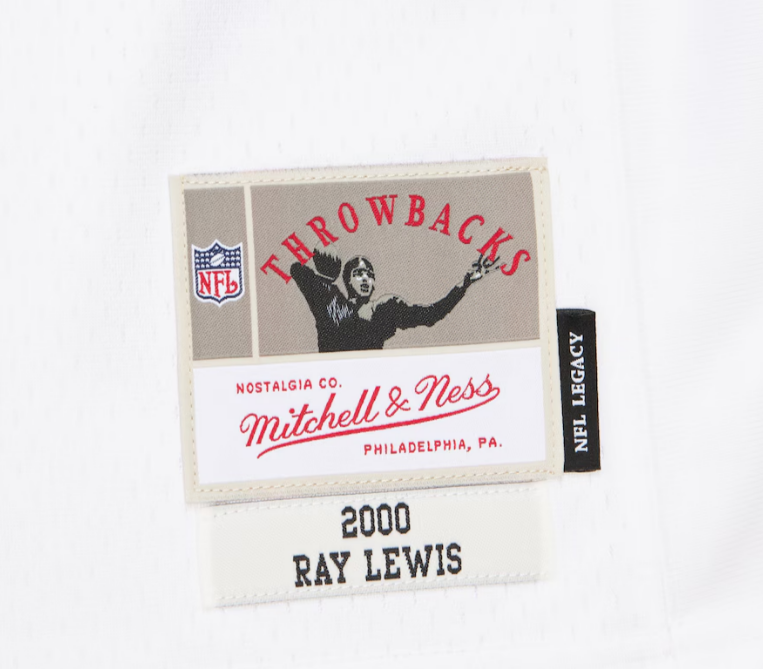 THROWBACKS
NFL
NOSTALGIA CO.
Mitchell & Ness
PHILADELPHIA, PA.
NFL LEGACY
2000
RAY LEWIS